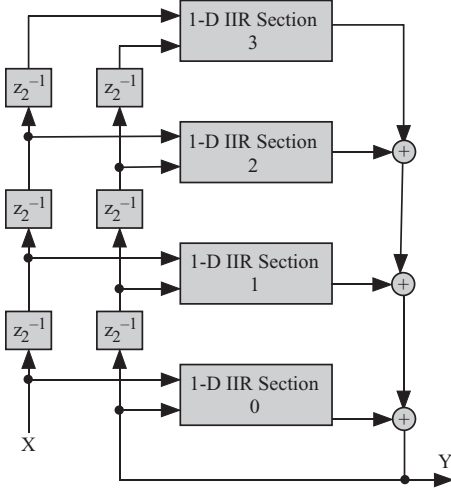 1-D IIR Section
3
z₂⁻¹ z₂⁻¹
1-D IIR Section
2
+
z₂⁻¹ z₂⁻¹
1-D IIR Section
1
+
z₂⁻¹ z₂⁻¹
1-D IIR Section
0
+
X
Y